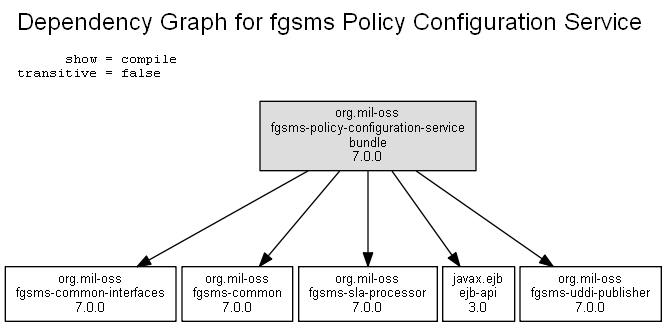 Dependency Graph for fgsms Policy Configuration Service
show = compile
transitive = false
org.mil-oss
fgsms-policy-configuration-service
bundle
7.0.0
org.mil-oss
fgsms-common-interfaces
7.0.0
org.mil-oss
fgsms-common
7.0.0
org.mil-oss
fgsms-sla-processor
7.0.0
javax.ejb
ejb-api
3.0
org.mil-oss
fgsms-uddi-publisher
7.0.0